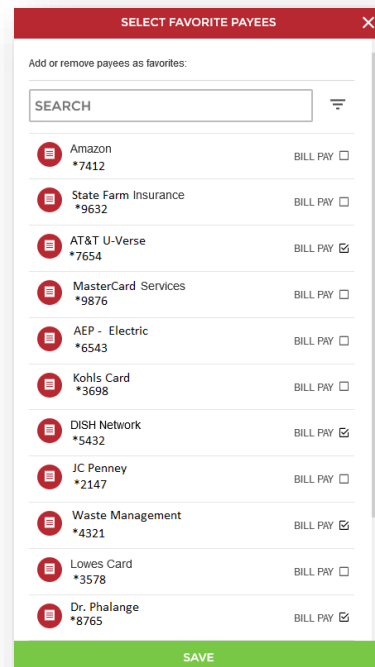 SELECT FAVORITE PAYEES
Add or remove payees as favorites:
SEARCH
Amazon
*7412
BILL PAY
State Farm Insurance
*9632
BILL PAY
AT&T U-Verse
*7654
BILL PAY
MasterCard Services
*9876
BILL PAY
AEP - Electric
*6543
BILL PAY
Kohls Card
*3698
BILL PAY
DISH Network
*5432
BILL PAY
JC Penney
*2147
BILL PAY
Waste Management
*4321
BILL PAY
Lowes Card
*3578
BILL PAY
Dr. Phalange
*8765
BILL PAY
SAVE